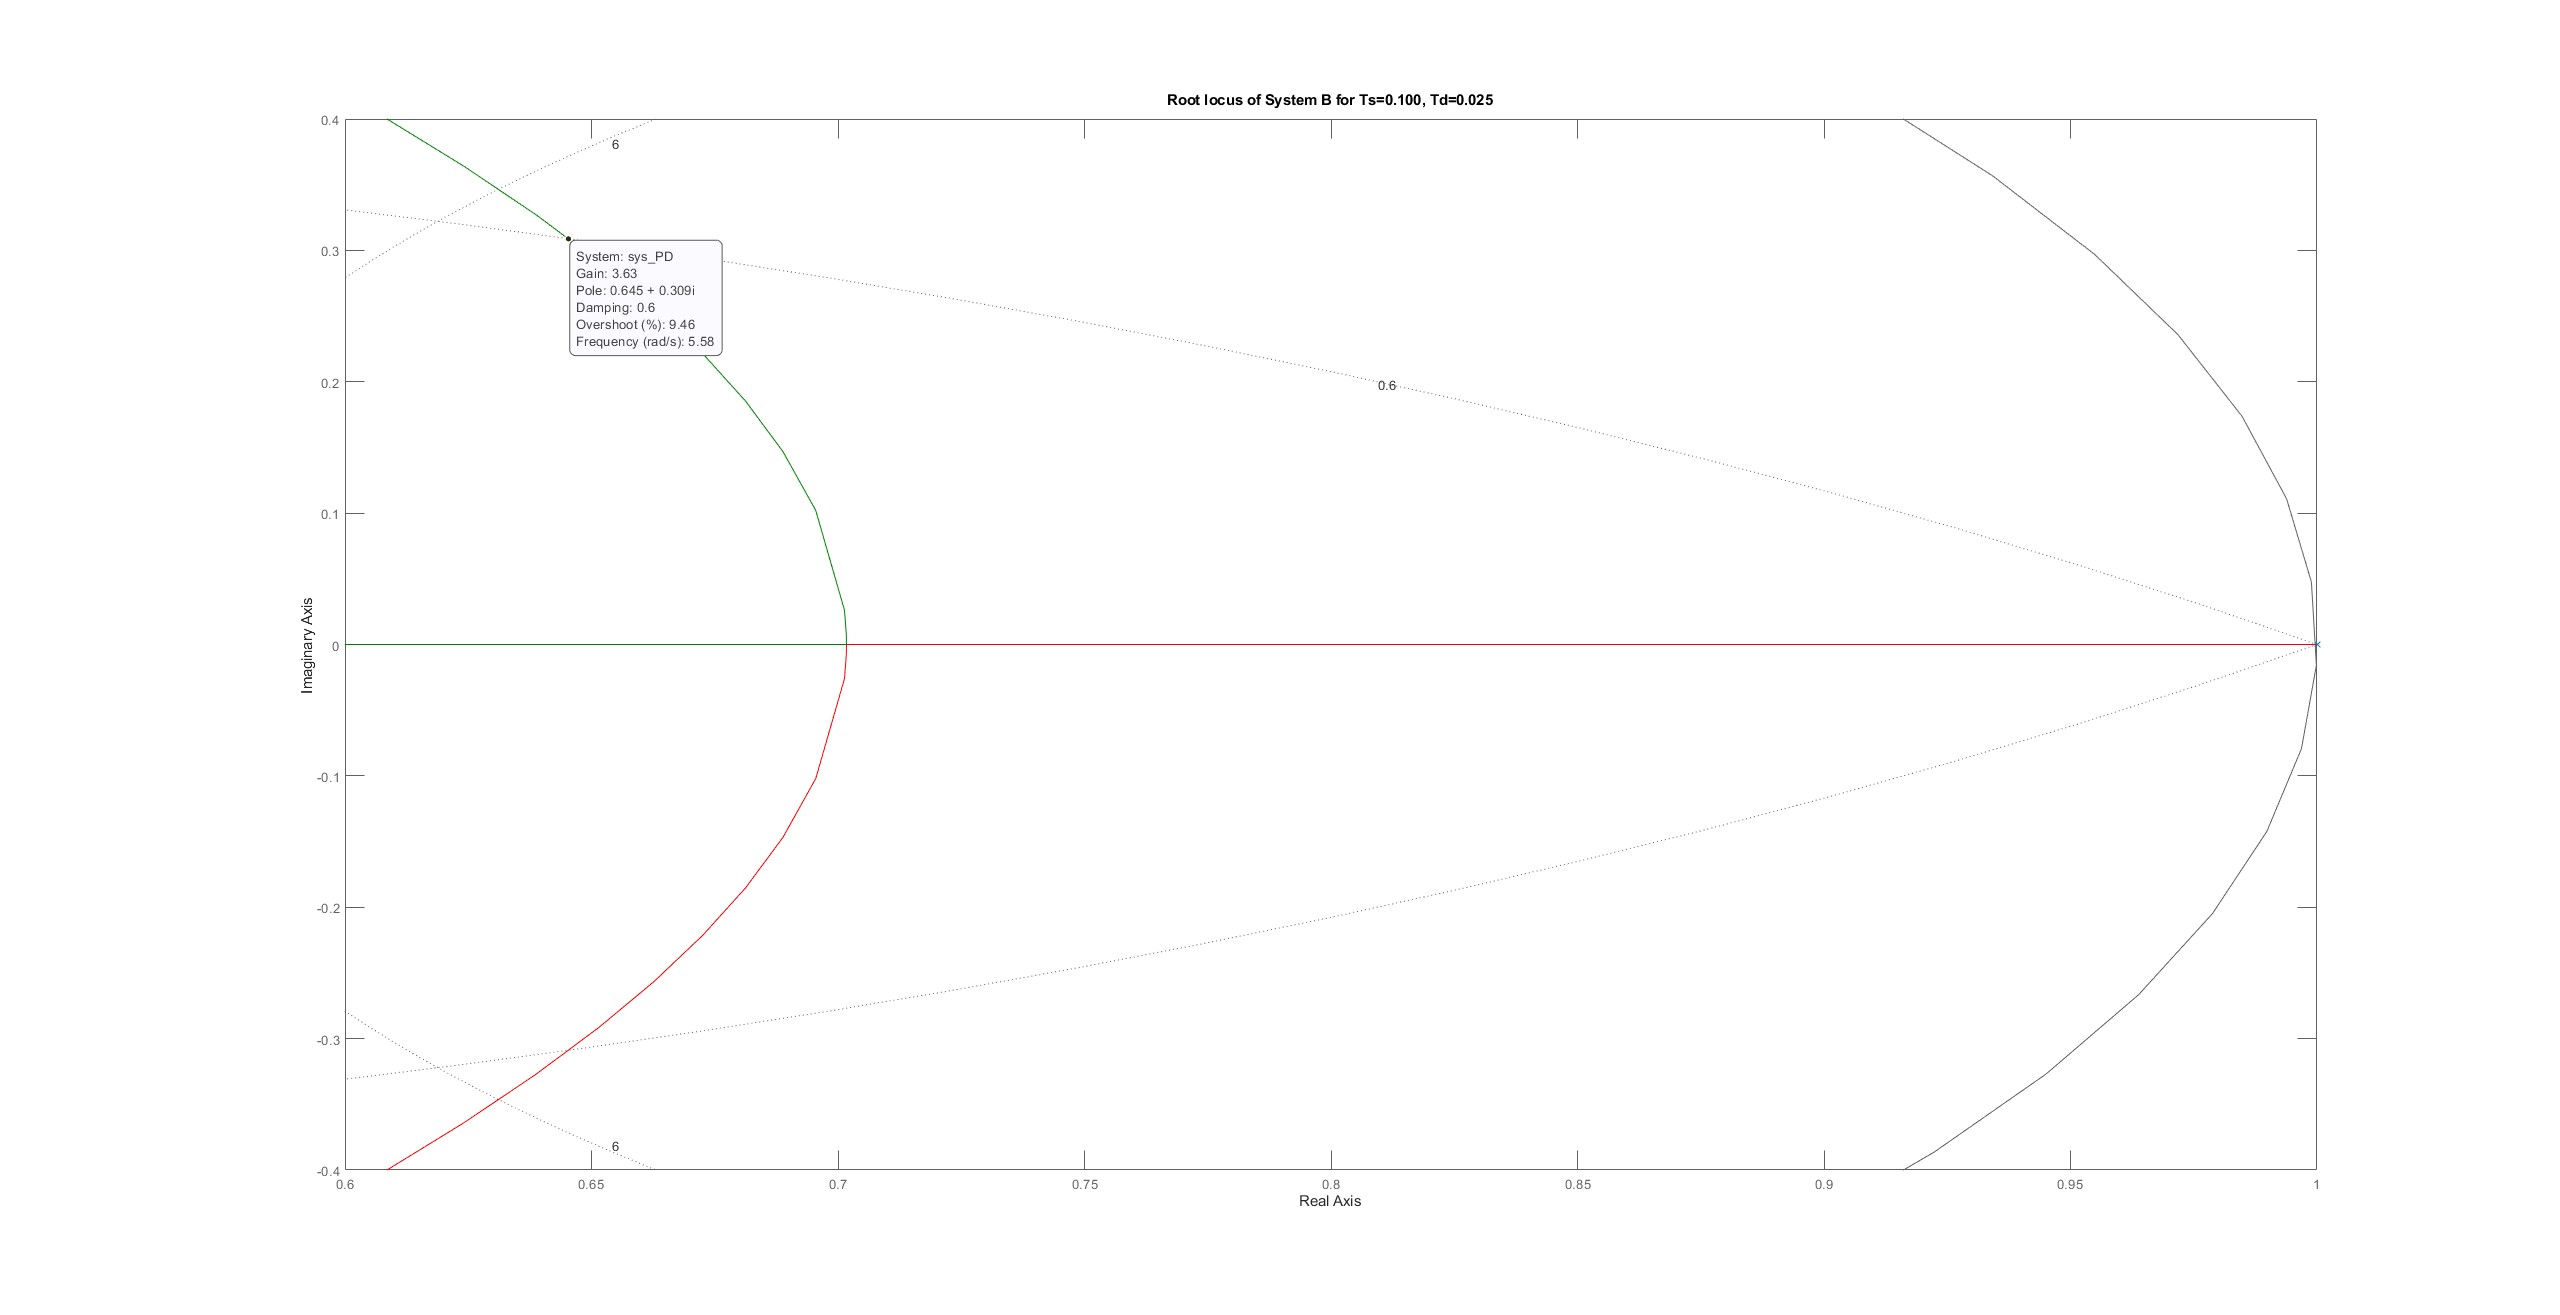 Root locus of System B for Ts=0.100, Td=0.025
0.4
6
0.3
System: sys_PD
Gain: 3.63
Pole: 0.645 + 0.309i
Damping: 0.6
Overshoot (%): 9.46
Frequency (rad/s): 5.58
0.2
0.6
0.1
Imaginary Axis
0
-0.1
-0.2
-0.3
6
-0.4
0.6 0.65 0.7 0.75 0.8 0.85 0.9 0.95 1
Real Axis